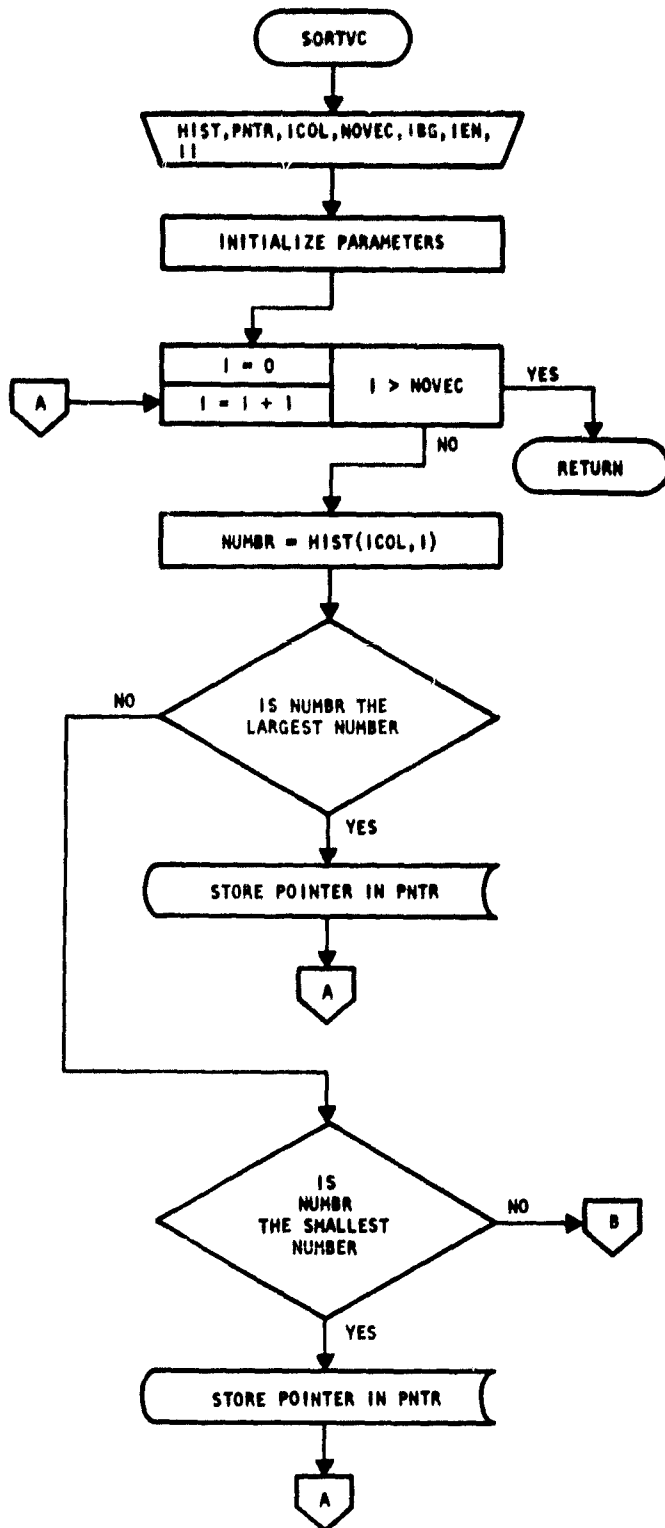 SORTVC
HIST,PNTR,ICOL,NOVEC,IBG,IEN,
II
INITIALIZE PARAMETERS
I = 0
I = I + 1
I > NOVEC
YES
A
NO
RETURN
NUMBR = HIST(ICOL,I)
NO
IS NUMBR THE
LARGEST NUMBER
YES
STORE POINTER IN PNTR
A
IS
NUMBR
THE SMALLEST
NUMBER
NO
B
YES
STORE POINTER IN PNTR
A